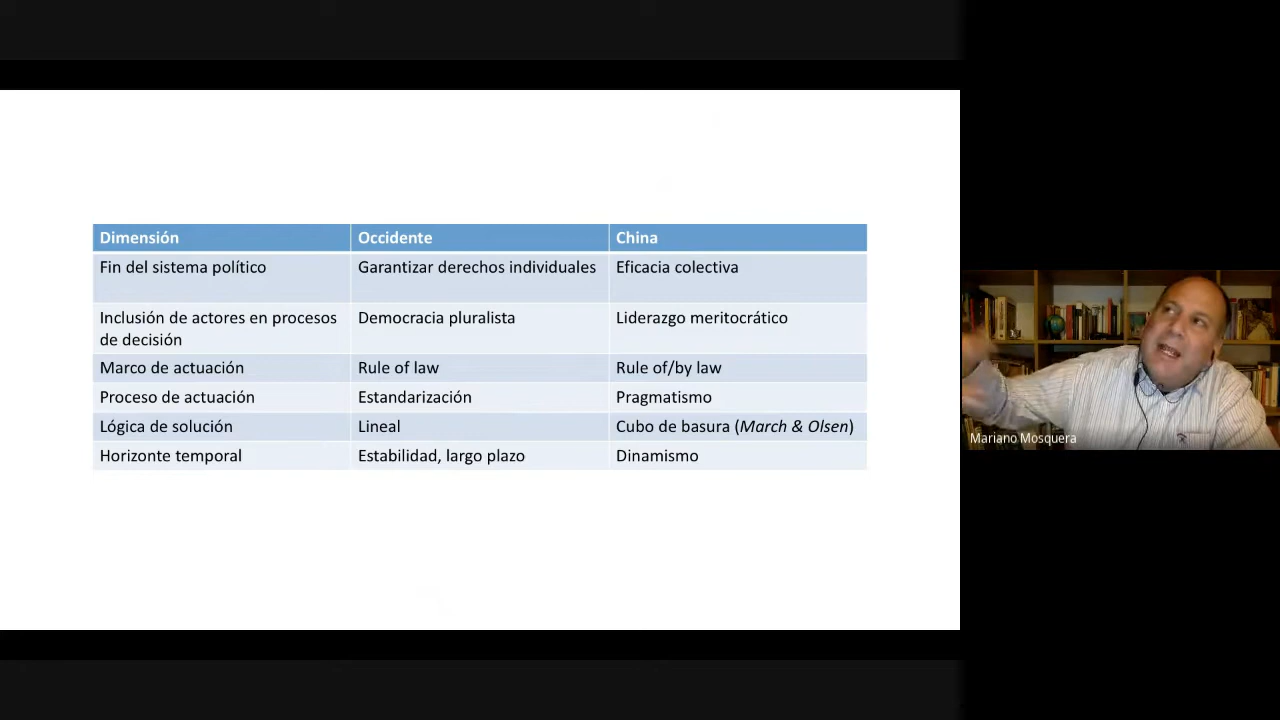 Dimensión Occidente China
Fin del sistema político Garantizar derechos individuales Eficacia colectiva
Inclusión de actores en procesos de decisión Democracia pluralista Liderazgo meritocrático
Marco de actuación Rule of law Rule of/by law
Proceso de actuación Estandarización Pragmatismo
Lógica de solución Lineal Cubo de basura (March & Olsen)
Horizonte temporal Estabilidad, largo plazo Dinamismo
Mariano Mosquera